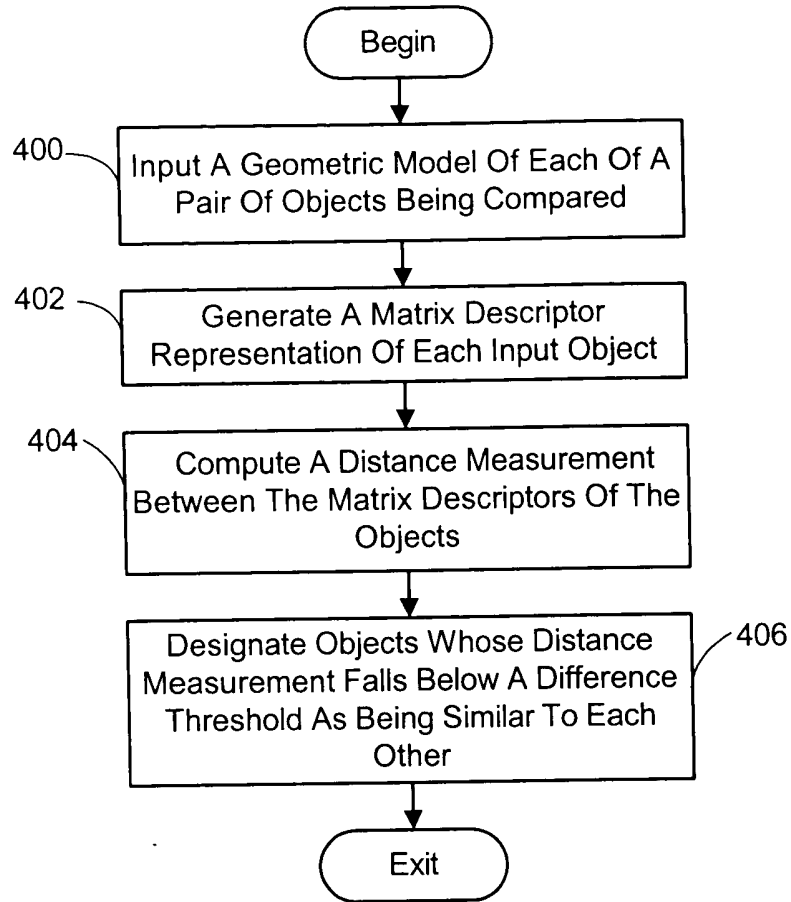 Begin
400
Input A Geometric Model Of Each Of A
Pair Of Objects Being Compared
402
Generate A Matrix Descriptor
Representation Of Each Input Object
404
Compute A Distance Measurement
Between The Matrix Descriptors Of The
Objects
406
Designate Objects Whose Distance
Measurement Falls Below A Difference
Threshold As Being Similar To Each
Other
Exit